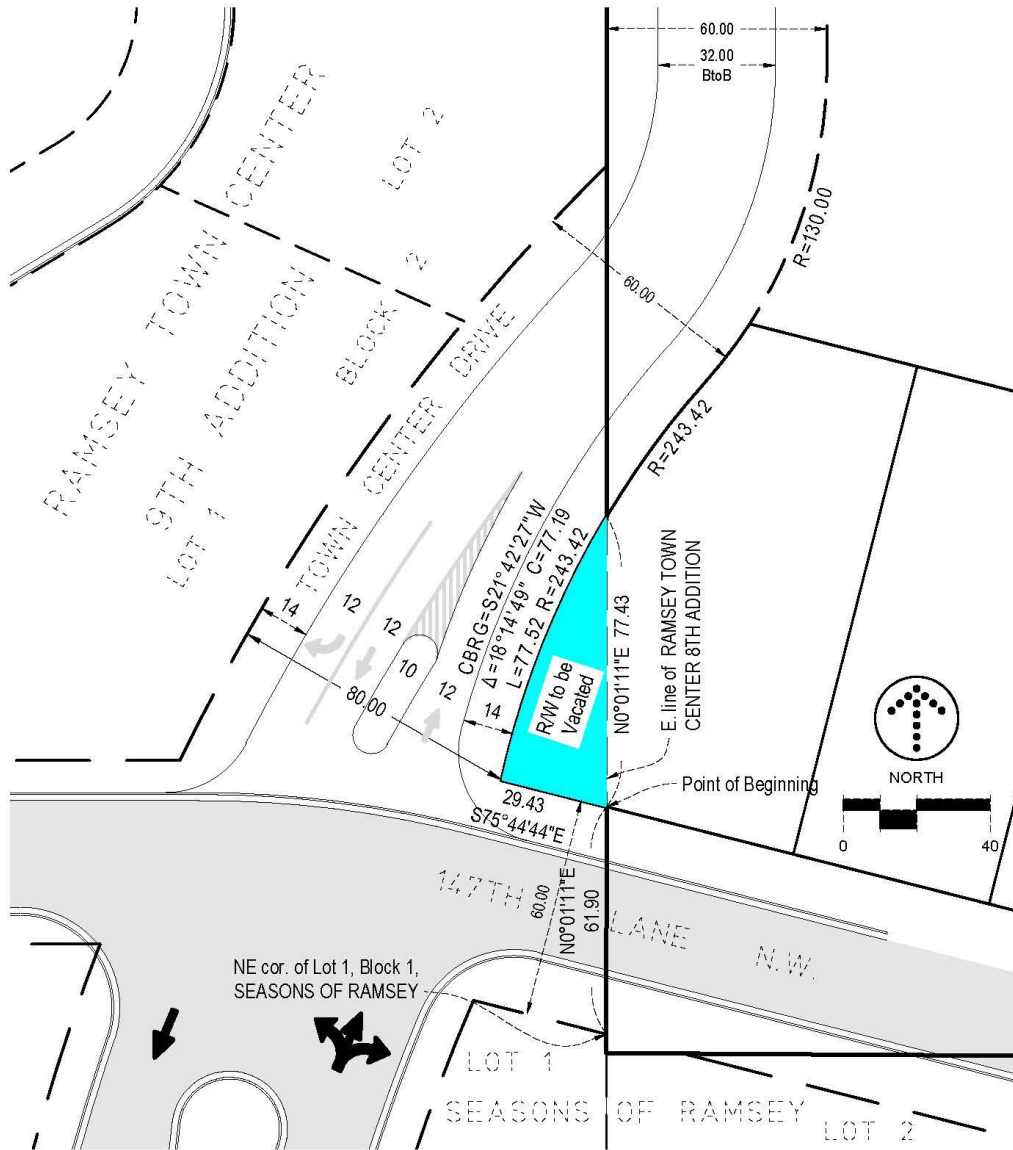 60.00
32.00
BtoB
RAMSEY TOWN CENTER
9TH ADDITION
LOT 2
BLOCK 2
LOT 1
TOWN CENTER DRIVE
R=130.00
60.00
R=243.42
CBRG=S21°42'27"W
Δ=18°14'49" C=77.19
L=77.52 R=243.42
14
12
12
10
12
80.00
14
R/W to be
Vacated
N0°01'11"E 77.43
E. line of RAMSEY TOWN
CENTER 8TH ADDITION
NORTH
Point of Beginning
0
40
29.43
S75°44'44"E
147TH LANE N.W.
60.00
N0°01'11"E
61.90
NE cor. of Lot 1, Block 1,
SEASONS OF RAMSEY
LOT 1
SEASONS OF RAMSEY
LOT 2